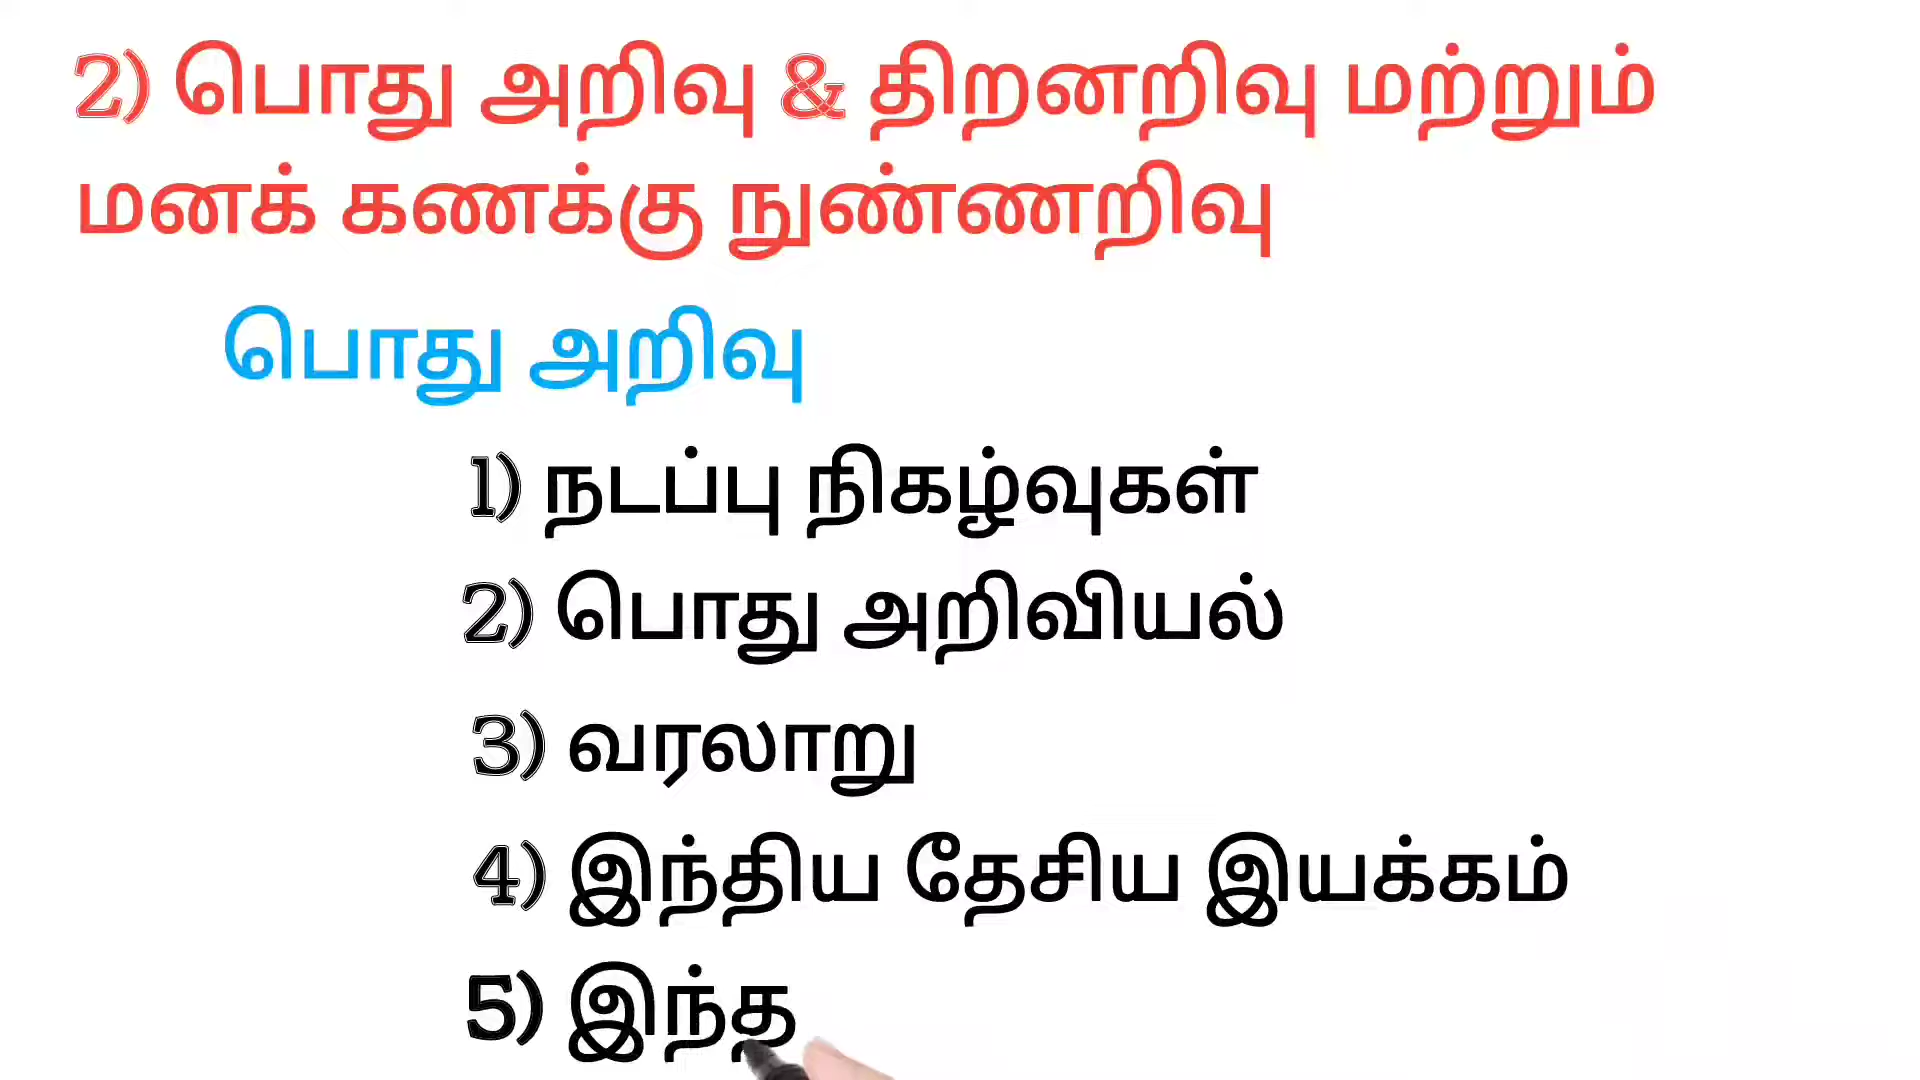 2) பொது அறிவு & திறனறிவு மற்றும்
மனக் கணக்கு நுண்ணறிவு
பொது அறிவு
1) நடப்பு நிகழ்வுகள்
2) பொது அறிவியல்
3) வரலாறு
4) இந்திய தேசிய இயக்கம்
5) இந்த